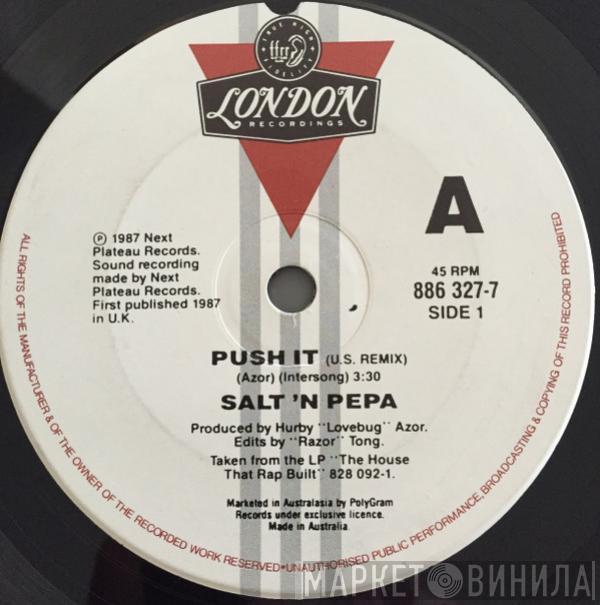 TRUE HIGH FIDELITY
ffrr
LONDON
RECORDINGS
A
℗ 1987 Next
Plateau Records.
Sound recording
made by Next
Plateau Records.
First published 1987
in U.K.
45 RPM
886 327-7
SIDE 1
PUSH IT (U.S. REMIX)
(Azor) (Intersong) 3:30
SALT 'N PEPA
Produced by Hurby "Lovebug" Azor.
Edits by "Razor" Tong.
Taken from the LP "The House
That Rap Built" 828 092-1.
Marketed in Australasia by PolyGram
Records under exclusive licence.
Made in Australia
ALL RIGHTS OF THE MANUFACTURER & OF THE OWNER OF THE RECORDED WORK RESERVED•UNAUTHORISED PUBLIC PERFORMANCE, BROADCASTING & COPYING OF THIS RECORD PROHIBITED
МАРКЕТ ВИНИЛА